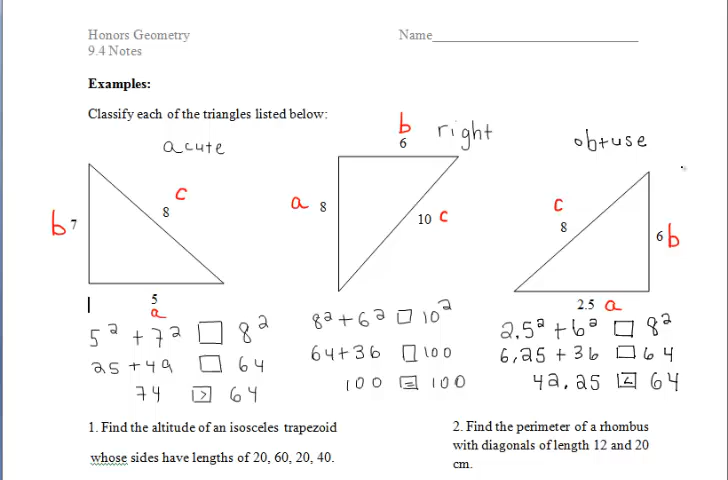 Honors Geometry
Name
9.4 Notes
Examples:
Classify each of the triangles listed below:
acute
b 7
c
8
5
a
5² + 7² □ 8²
25 + 49 □ 64
74 > 64
right
b
6
a 8
10 c
8² + 6² □ 10²
64 + 36 □ 100
100 = 100
obtuse
c
8
6 b
2.5 a
2.5² + 6² □ 8²
6.25 + 36 □ 64
42.25 < 64
1. Find the altitude of an isosceles trapezoid
whose sides have lengths of 20, 60, 20, 40.
2. Find the perimeter of a rhombus
with diagonals of length 12 and 20
cm.